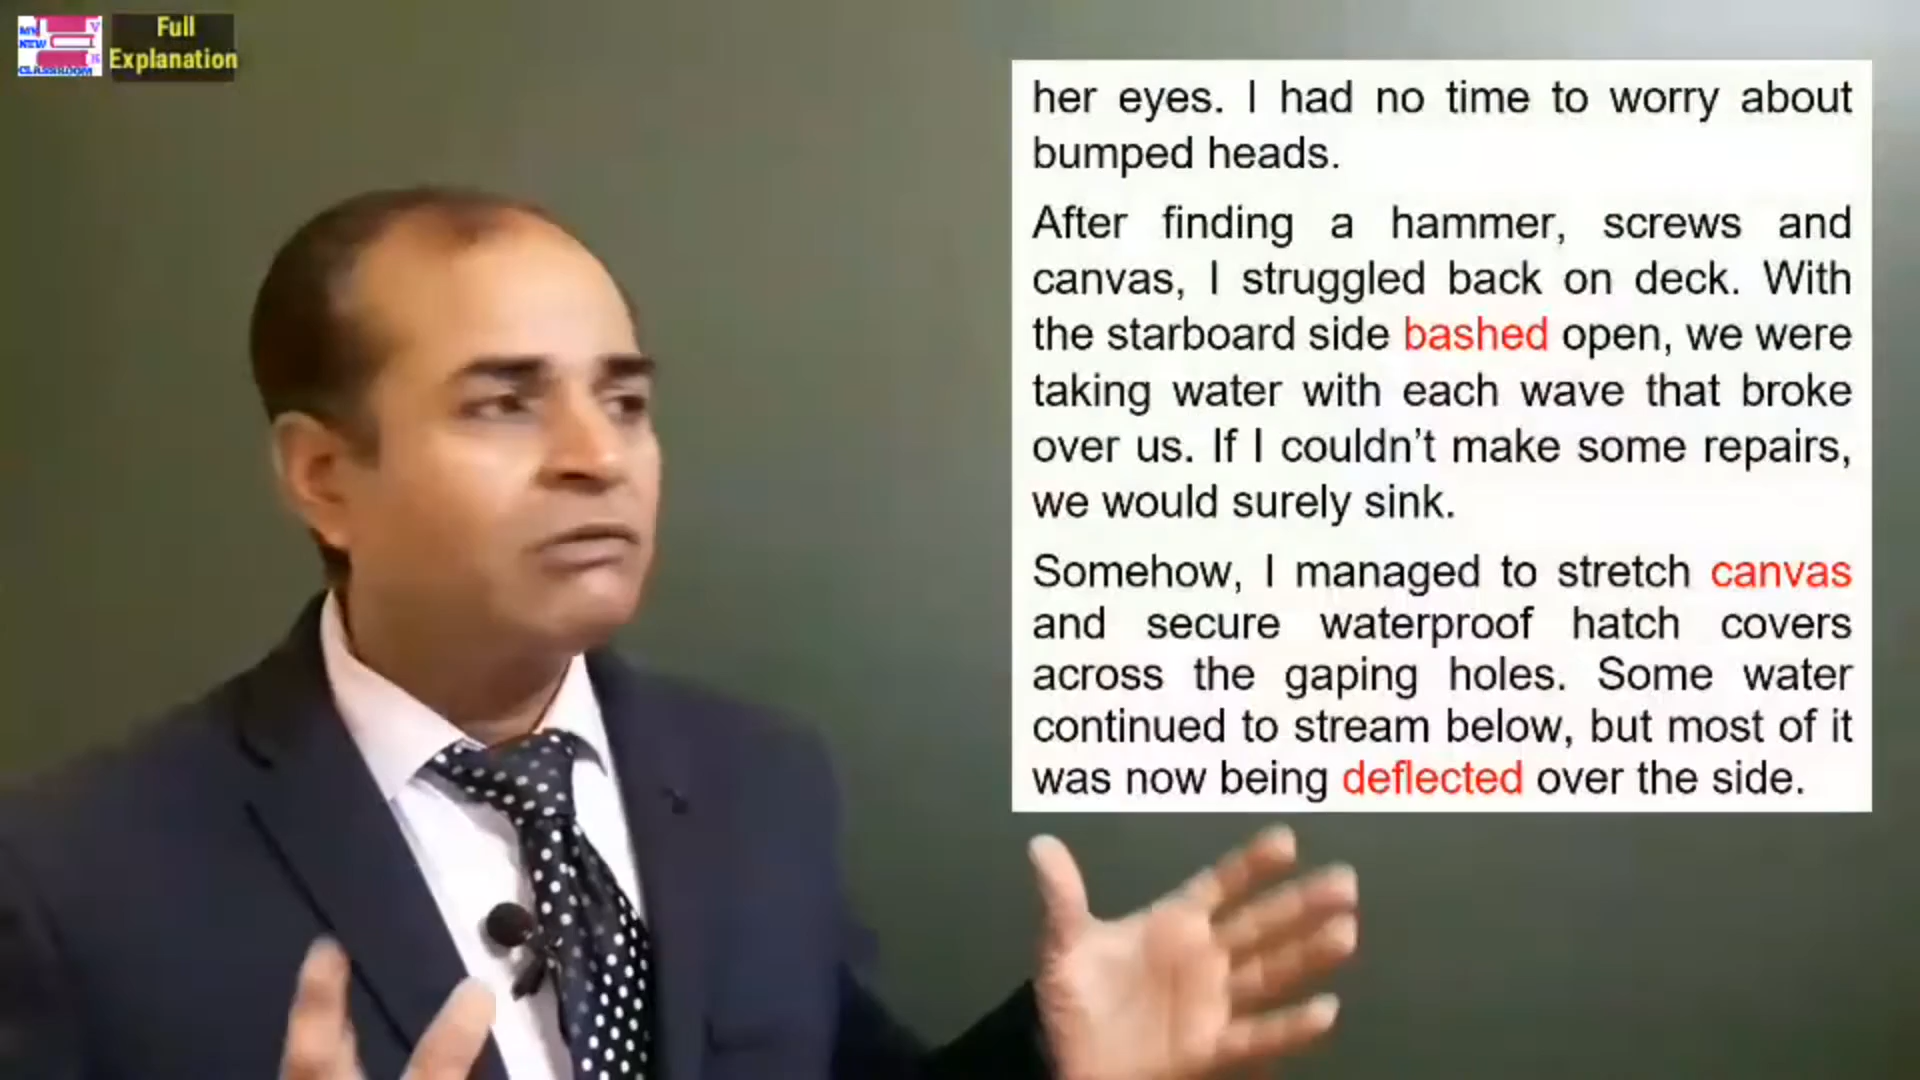 MY
NEW
CLASSROOM
V
K
Full
Explanation
her eyes. I had no time to worry about
bumped heads.
After finding a hammer, screws and
canvas, I struggled back on deck. With
the starboard side bashed open, we were
taking water with each wave that broke
over us. If I couldn’t make some repairs,
we would surely sink.
Somehow, I managed to stretch canvas
and secure waterproof hatch covers
across the gaping holes. Some water
continued to stream below, but most of it
was now being deflected over the side.